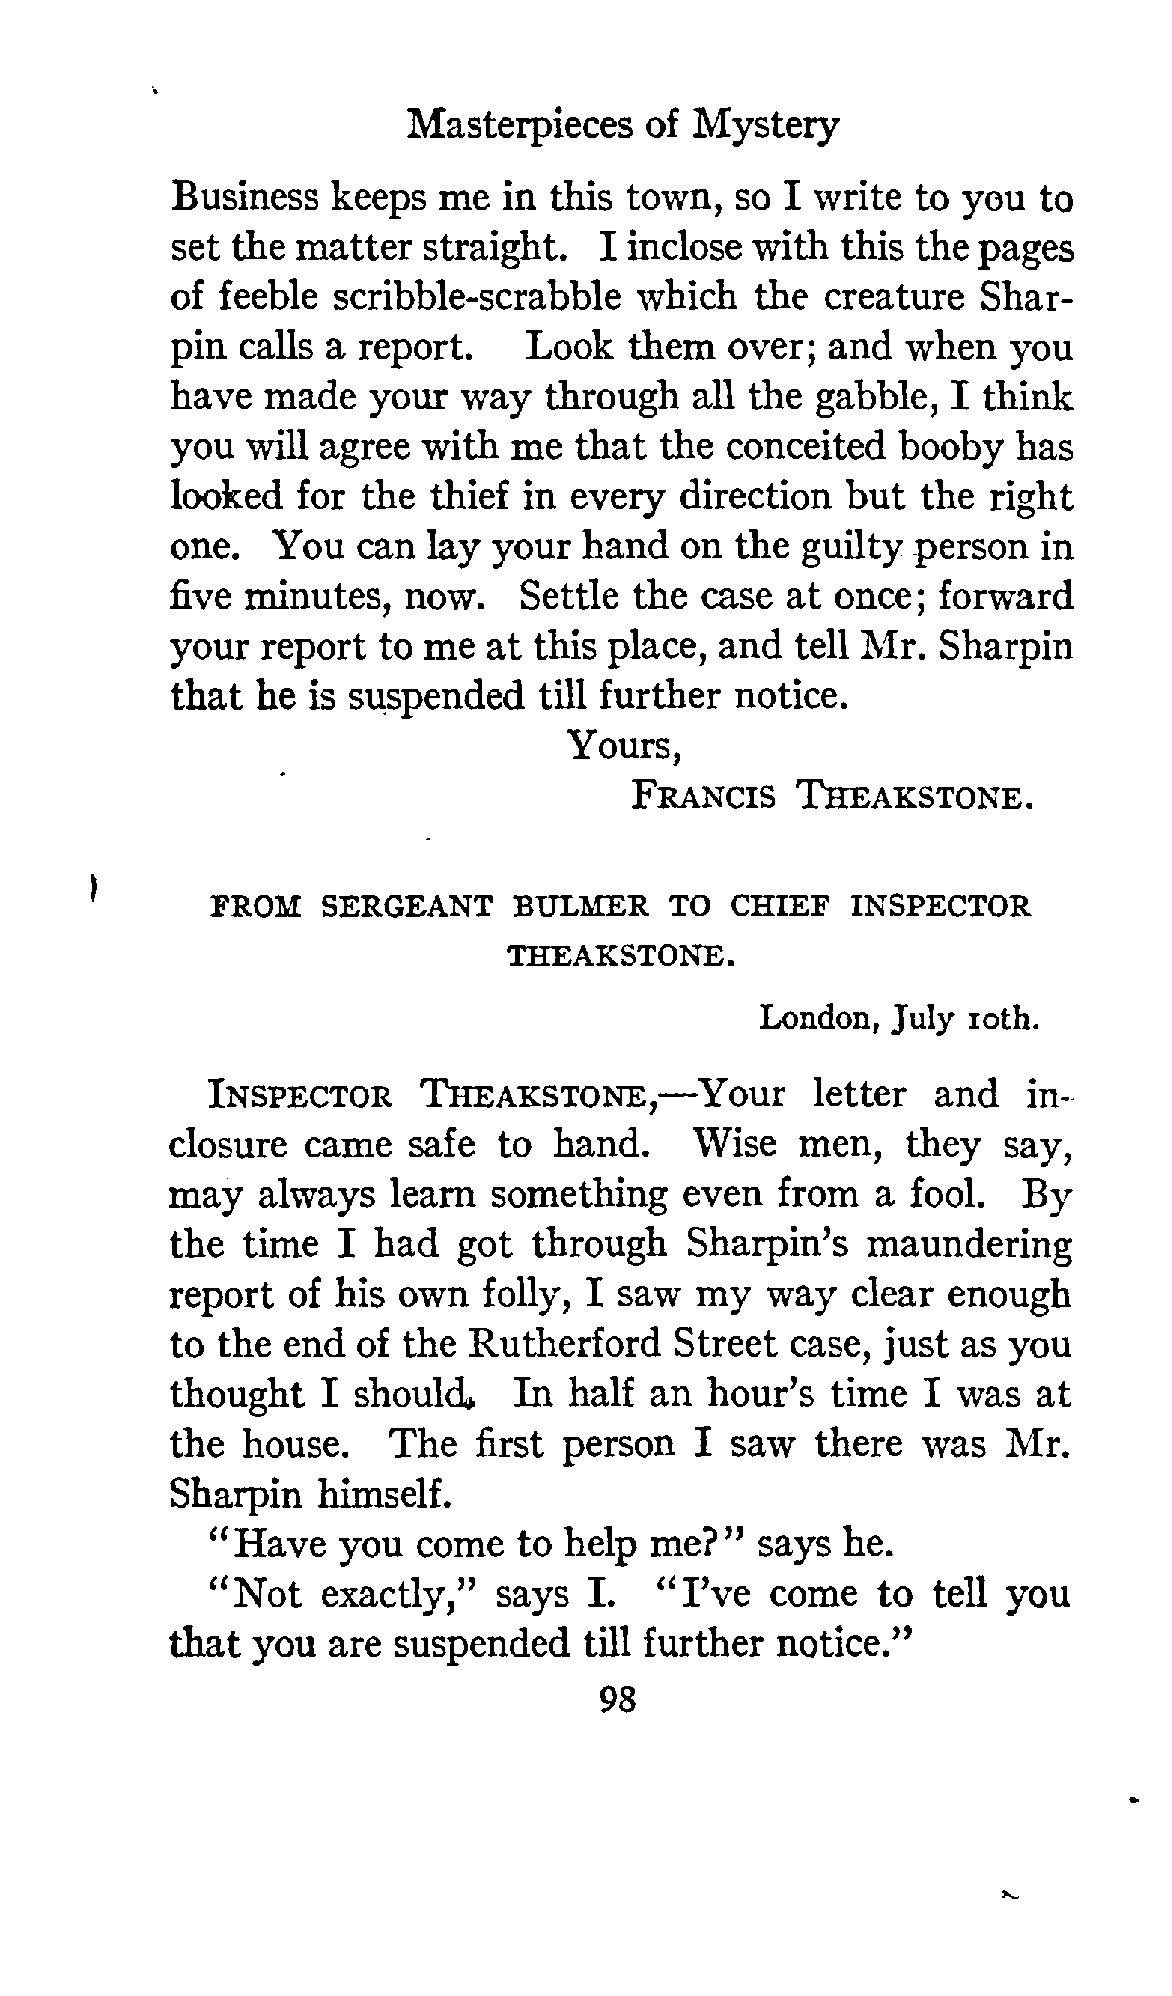 Masterpieces of Mystery
Business keeps me in this town, so I write to you to
set the matter straight. I inclose with this the pages
of feeble scribble-scrabble which the creature Shar-
pin calls a report. Look them over; and when you
have made your way through all the gabble, I think
you will agree with me that the conceited booby has
looked for the thief in every direction but the right
one. You can lay your hand on the guilty person in
five minutes, now. Settle the case at once; forward
your report to me at this place, and tell Mr. Sharpin
that he is suspended till further notice.
Yours,
FRANCIS THEAKSTONE.
FROM SERGEANT BULMER TO CHIEF INSPECTOR
THEAKSTONE.
London, July 10th.
INSPECTOR THEAKSTONE,—Your letter and in-
closure came safe to hand. Wise men, they say,
may always learn something even from a fool. By
the time I had got through Sharpin's maundering
report of his own folly, I saw my way clear enough
to the end of the Rutherford Street case, just as you
thought I should. In half an hour's time I was at
the house. The first person I saw there was Mr.
Sharpin himself.
"Have you come to help me?" says he.
"Not exactly," says I. "I've come to tell you
that you are suspended till further notice."
98